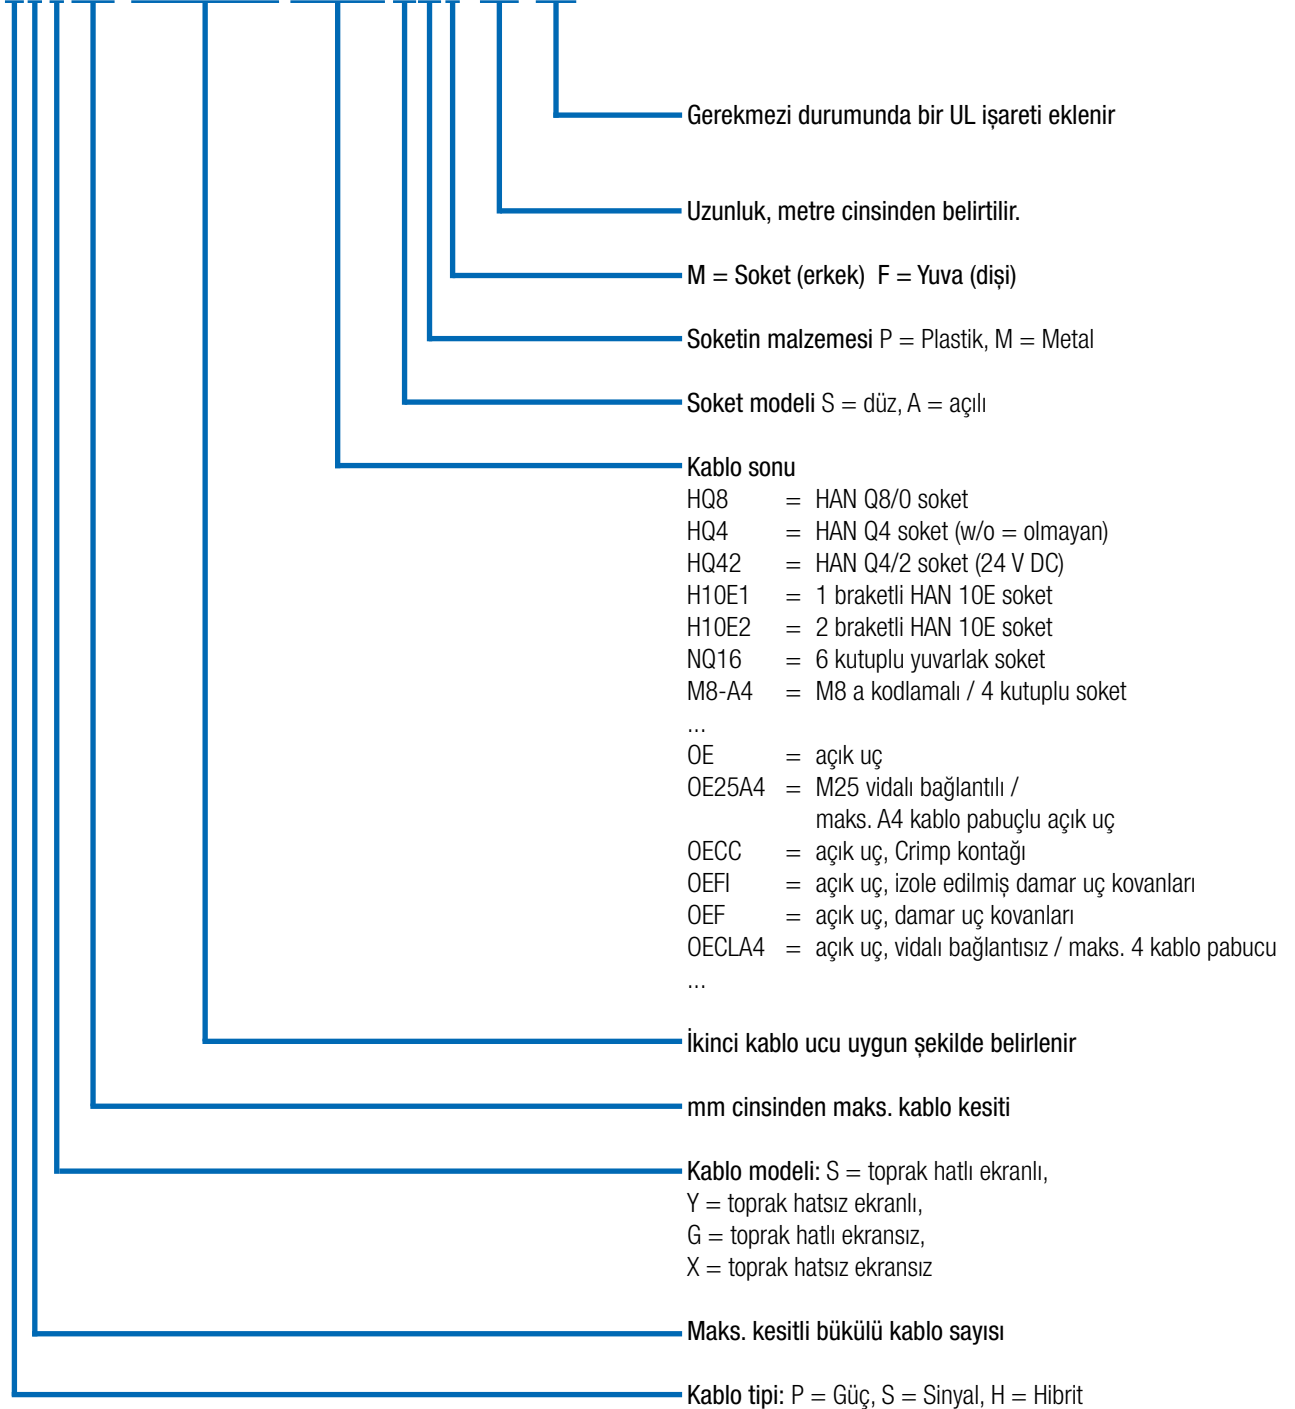 Gerekmezi durumunda bir UL işareti eklenir
Uzunluk, metre cinsinden belirtilir.
M = Soket (erkek)  F = Yuva (dişi)
Soketin malzemesi P = Plastik, M = Metal
Soket modeli S = düz, A = açılı
Kablo sonu
HQ8 = HAN Q8/0 soket
HQ4 = HAN Q4 soket (w/o = olmayan)
HQ42 = HAN Q4/2 soket (24 V DC)
H10E1 = 1 braketli HAN 10E soket
H10E2 = 2 braketli HAN 10E soket
NQ16 = 6 kutuplu yuvarlak soket
M8-A4 = M8 a kodlamalı / 4 kutuplu soket
...
OE = açık uç
OE25A4 = M25 vidalı bağlantılı /
maks. A4 kablo pabuçlu açık uç
OECC = açık uç, Crimp kontağı
OEFI = açık uç, izole edilmiş damar uç kovanları
OEF = açık uç, damar uç kovanları
OECLA4 = açık uç, vidalı bağlantısız / maks. 4 kablo pabucu
...
İkinci kablo ucu uygun şekilde belirlenir
mm cinsinden maks. kablo kesiti
Kablo modeli: S = toprak hatlı ekranlı,
Y = toprak hatsız ekranlı,
G = toprak hatlı ekransız,
X = toprak hatsız ekransız
Maks. kesitli bükülü kablo sayısı
Kablo tipi: P = Güç, S = Sinyal, H = Hibrit